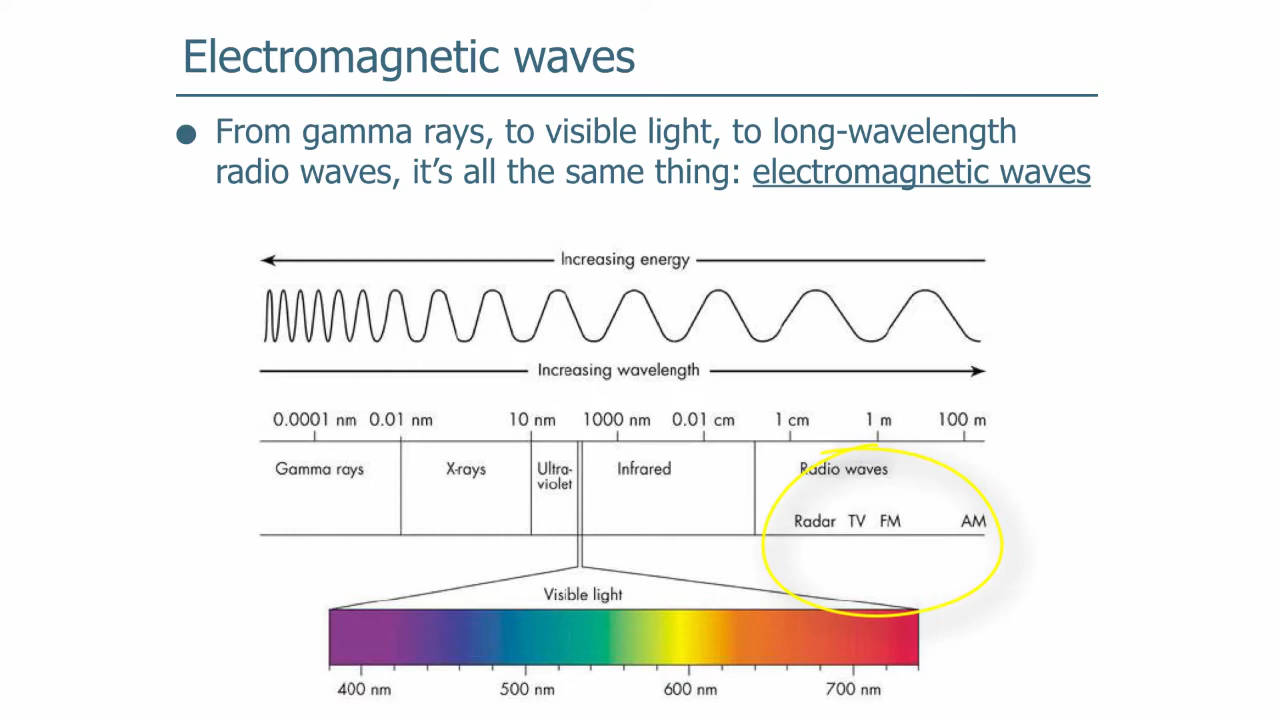 Electromagnetic waves
● From gamma rays, to visible light, to long-wavelength
radio waves, it’s all the same thing: electromagnetic waves
Increasing energy
Increasing wavelength
0.0001 nm 0.01 nm 10 nm 1000 nm 0.01 cm 1 cm 1 m 100 m
Gamma rays X-rays Ultra- Infrared Radio waves
violet
Radar TV FM AM
Visible light
400 nm 500 nm 600 nm 700 nm